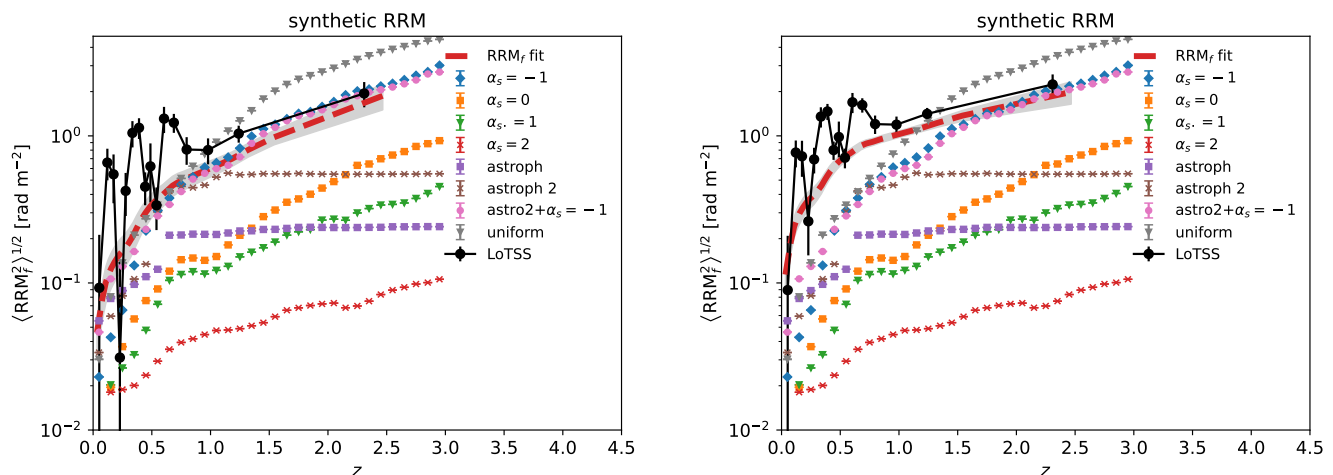 synthetic RRM
⟨RRM_f^2⟩^{1/2} [rad m^{-2}]
10^0
10^{-1}
10^{-2}
0.0 0.5 1.0 1.5 2.0 2.5 3.0 3.5 4.0 4.5
z
RRM_f fit
α_s = −1
α_s = 0
α_s. = 1
α_s = 2
astroph
astroph 2
astro2+α_s = −1
uniform
LoTSS
synthetic RRM
⟨RRM_f^2⟩^{1/2} [rad m^{-2}]
10^0
10^{-1}
10^{-2}
0.0 0.5 1.0 1.5 2.0 2.5 3.0 3.5 4.0 4.5
z
RRM_f fit
α_s = −1
α_s = 0
α_s. = 1
α_s = 2
astroph
astroph 2
astro2+α_s = −1
uniform
LoTSS